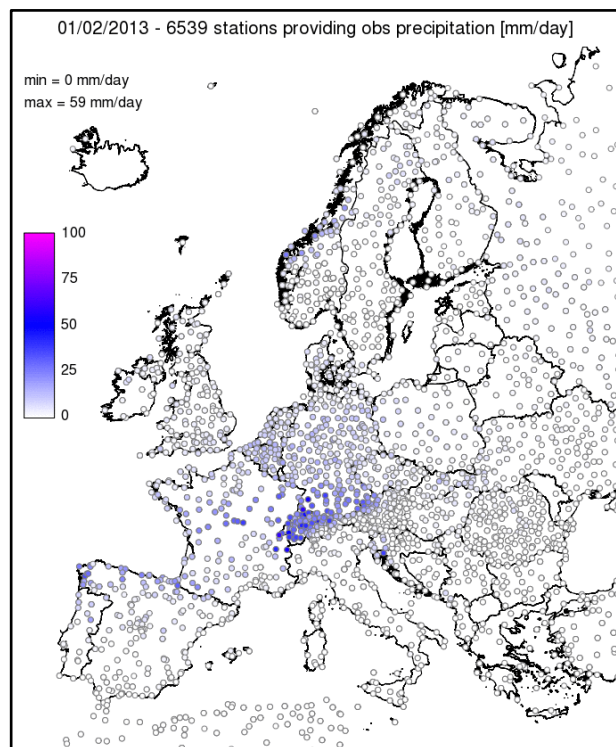 01/02/2013 - 6539 stations providing obs precipitation [mm/day]
min = 0 mm/day
max = 59 mm/day
100
75
50
25
0